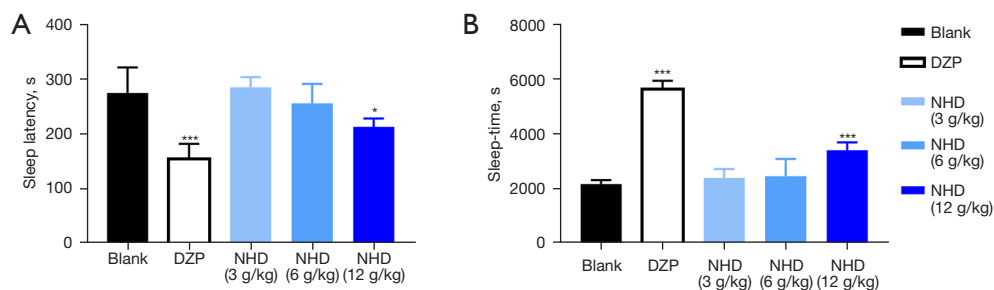 A
Sleep latency, s
400
300
200
100
0
***
*
Blank
DZP
NHD
(3 g/kg)
NHD
(6 g/kg)
NHD
(12 g/kg)
B
Sleep-time, s
8000
6000
4000
2000
0
***
***
Blank
DZP
NHD
(3 g/kg)
NHD
(6 g/kg)
NHD
(12 g/kg)
Blank
DZP
NHD
(3 g/kg)
NHD
(6 g/kg)
NHD
(12 g/kg)